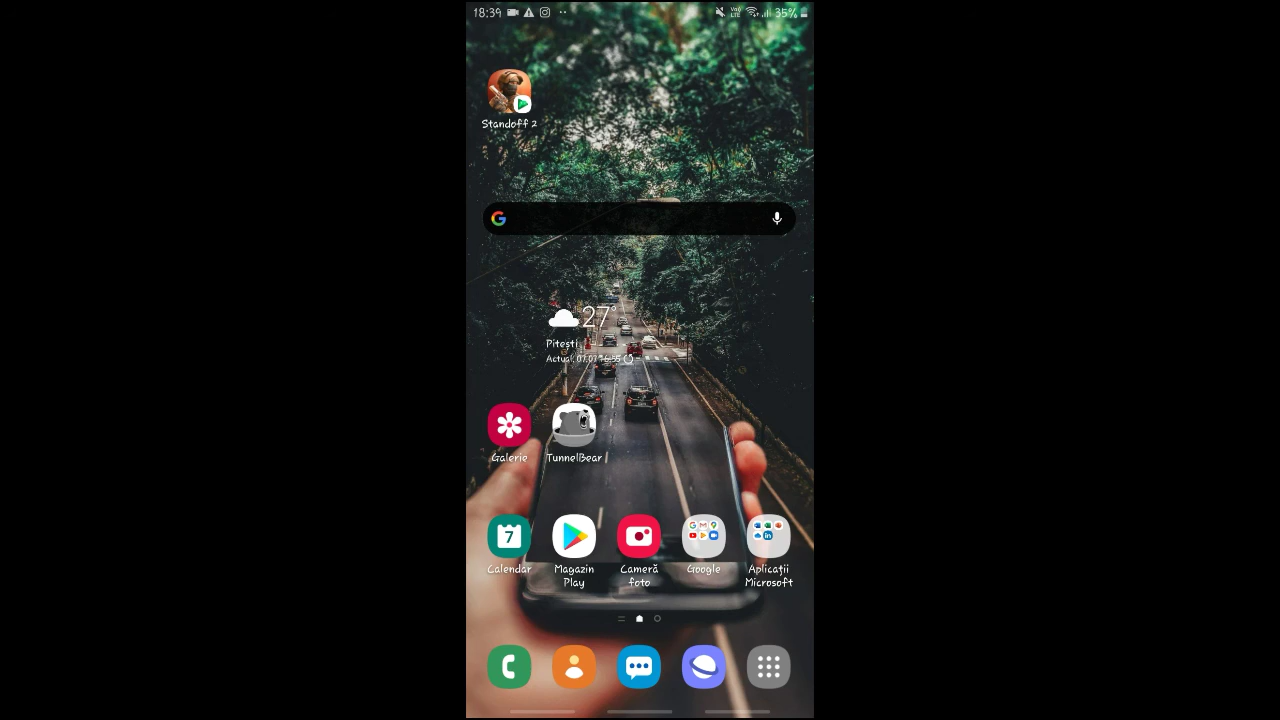 18:39 35%
Standoff 2
27°
Pitești
Actual. 07.07 16:55
Galerie TunnelBear
7
Calendar Magazin Play Cameră foto Google Aplicații Microsoft